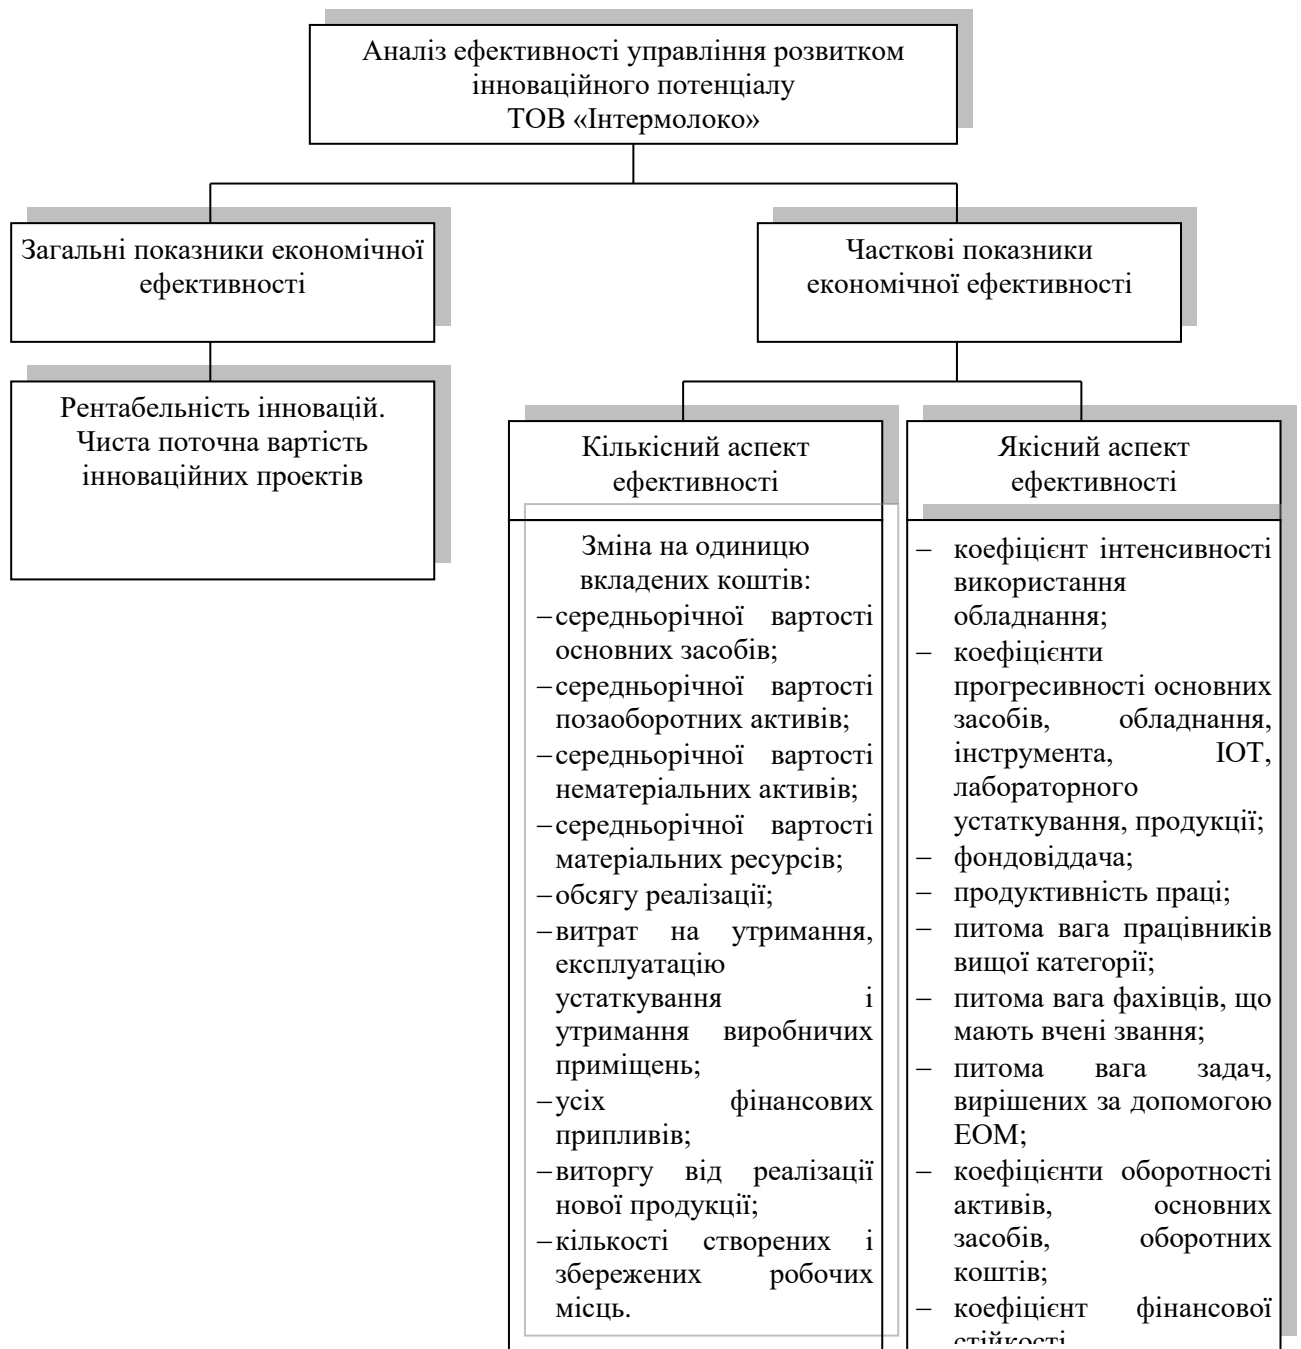 Аналіз ефективності управління розвитком
інноваційного потенціалу
ТОВ «Інтермолоко»
Загальні показники економічної
ефективності
Часткові показники
економічної ефективності
Рентабельність інновацій.
Чиста поточна вартість
інноваційних проектів
Кількісний аспект
ефективності
Зміна на одиницю
вкладених коштів:
–середньорічної вартості
основних засобів;
–середньорічної вартості
позаоборотних активів;
–середньорічної вартості
нематеріальних активів;
–середньорічної вартості
матеріальних ресурсів;
–обсягу реалізації;
–витрат на утримання,
експлуатацію
устаткування і
утримання виробничих
приміщень;
–усіх фінансових
припливів;
–виторгу від реалізації
нової продукції;
–кількості створених і
збережених робочих
місць.
Якісний аспект
ефективності
– коефіцієнт інтенсивності
використання
обладнання;
– коефіцієнти
прогресивності основних
засобів, обладнання,
інструмента, ІОТ,
лабораторного
устаткування, продукції;
– фондовіддача;
– продуктивність праці;
– питома вага працівників
вищої категорії;
– питома вага фахівців, що
мають вчені звання;
– питома вага задач,
вирішених за допомогою
ЕОМ;
– коефіцієнти оборотності
активів, основних
засобів, оборотних
коштів;
– коефіцієнт фінансової
стійкості